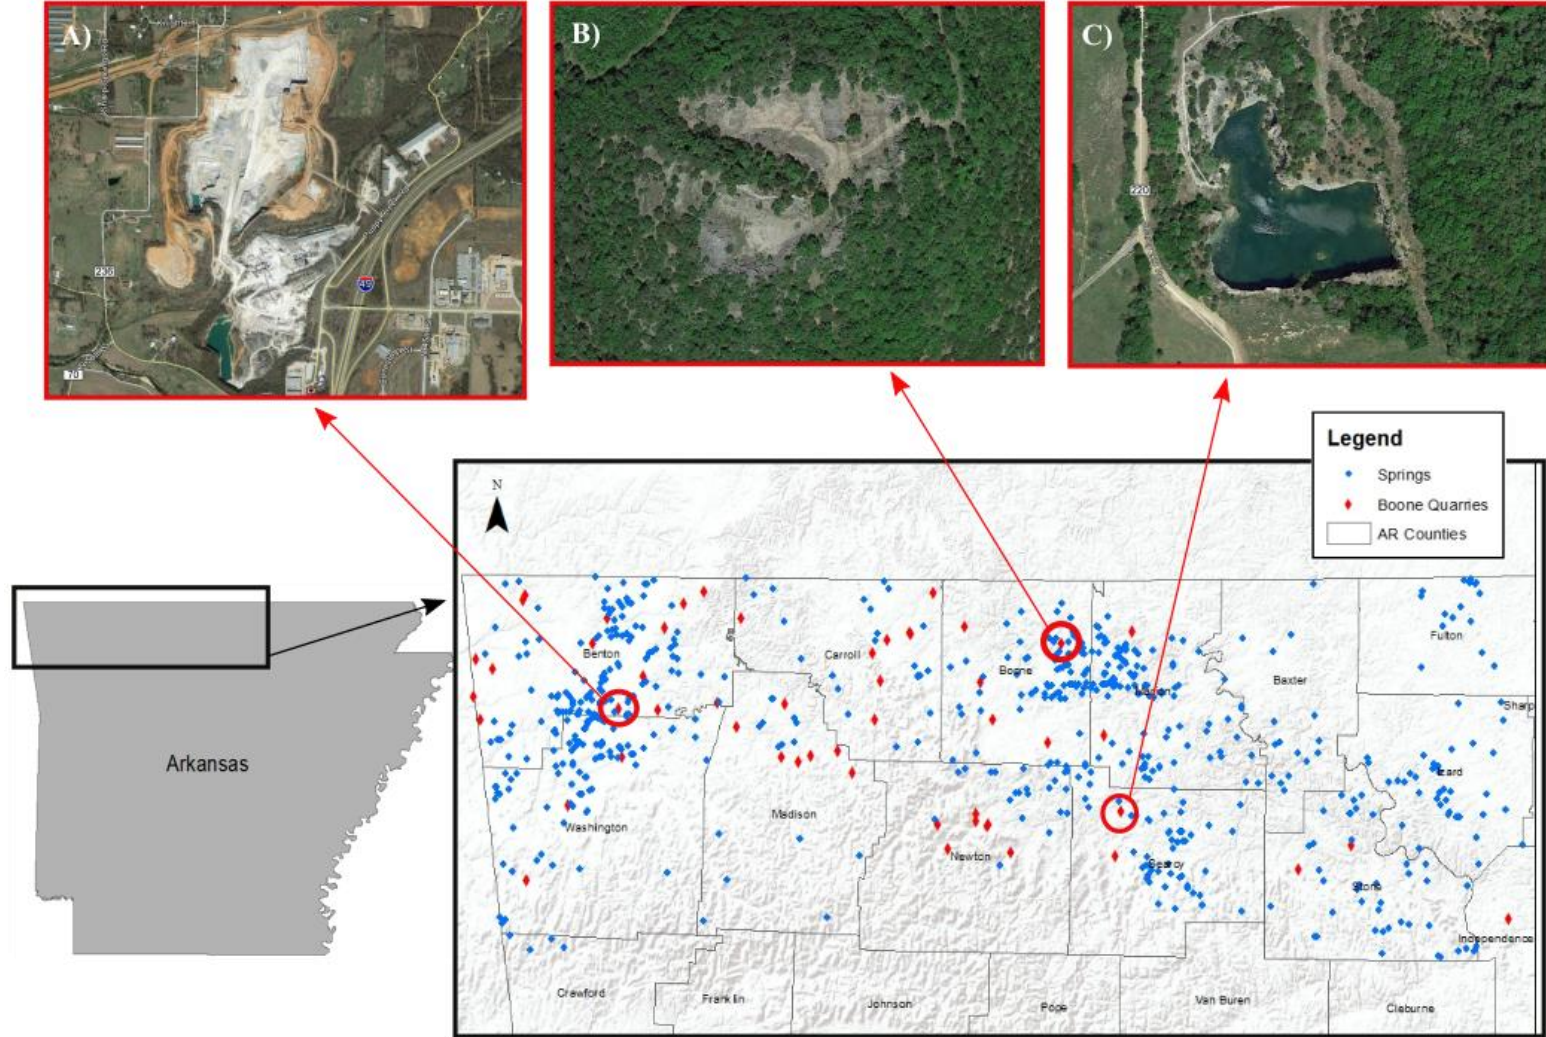 A)
B)
C)
236
49
70
220
Legend
Springs
Boone Quarries
AR Counties
N
Arkansas
Benton
Carroll
Boone
Marion
Baxter
Fulton
Sharp
Izard
Washington
Madison
Newton
Searcy
Stone
Independence
Crawford
Franklin
Johnson
Pope
Van Buren
Cleburne